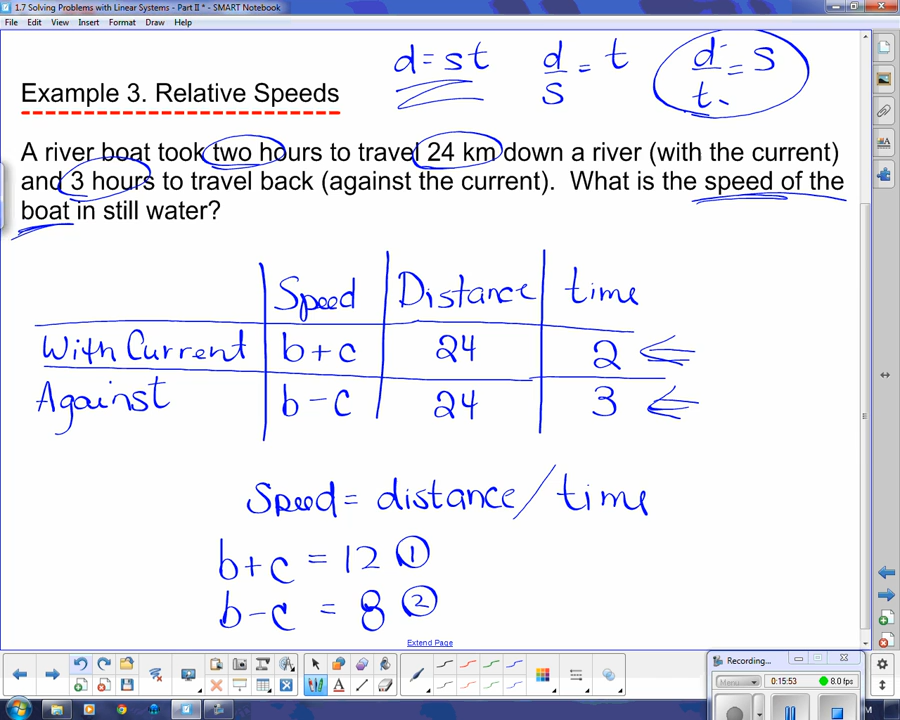 1.7 Solving Problems with Linear Systems - Part II * - SMART Notebook
File Edit View Insert Format Draw Help
d = st d/s = t d/t = s
Example 3. Relative Speeds
A river boat took two hours to travel 24 km down a river (with the current)
and 3 hours to travel back (against the current). What is the speed of the
boat in still water?
Speed Distance time
With Current b+c 24 2
Against b-c 24 3
Speed = distance / time
b+c = 12 ①
b-c = 8 ②
Extend Page
Recording...
Menu 0:15:53 8.0 fps